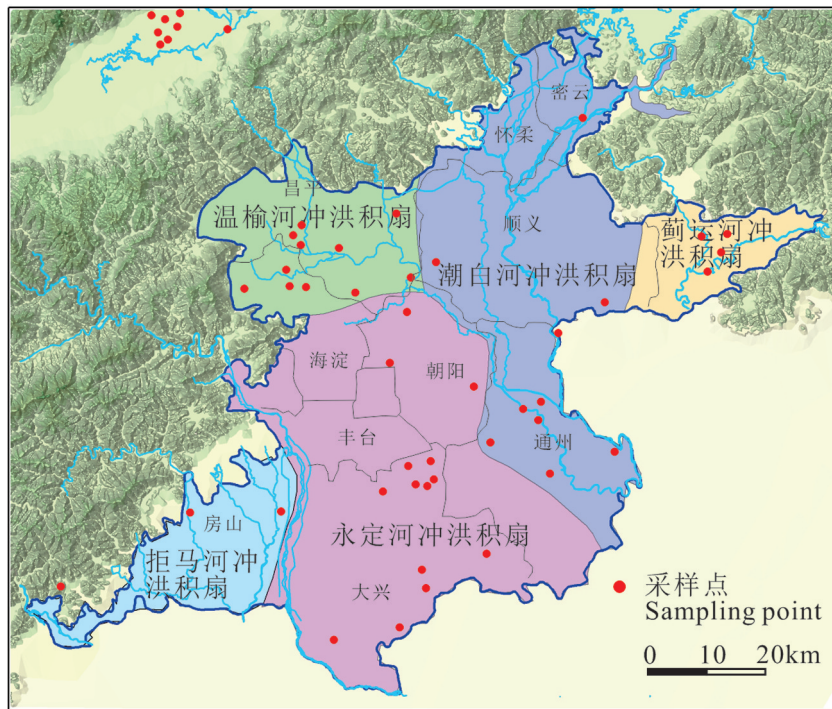 密云
怀柔
昌平
温榆河冲洪积扇
顺义
蓟运河冲
洪积扇
潮白河冲洪积扇
海淀
朝阳
丰台
通州
房山
拒马河冲
洪积扇
永定河冲洪积扇
大兴
采样点
Sampling point
0 10 20km